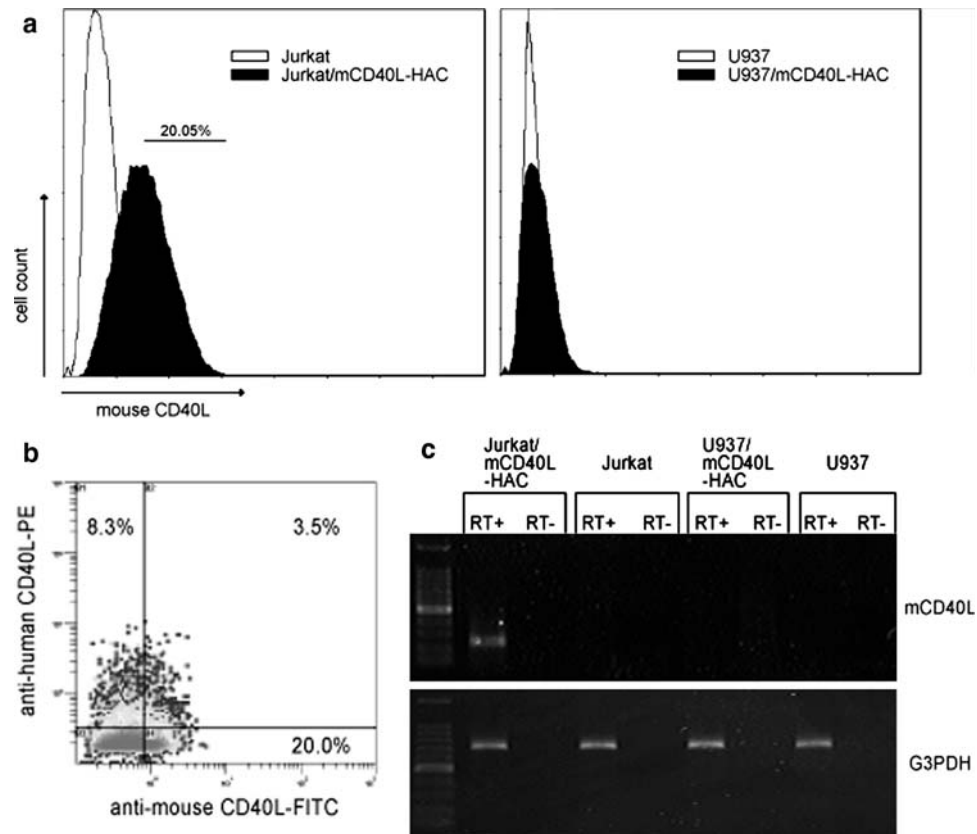 a
Jurkat
Jurkat/mCD40L-HAC
20.05%
U937
U937/mCD40L-HAC
cell count
mouse CD40L
b
8.3%
3.5%
20.0%
anti-human CD40L-PE
anti-mouse CD40L-FITC
c
Jurkat/
mCD40L
-HAC
Jurkat
U937/
mCD40L
-HAC
U937
RT+ RT- RT+ RT- RT+ RT- RT+ RT-
mCD40L
G3PDH